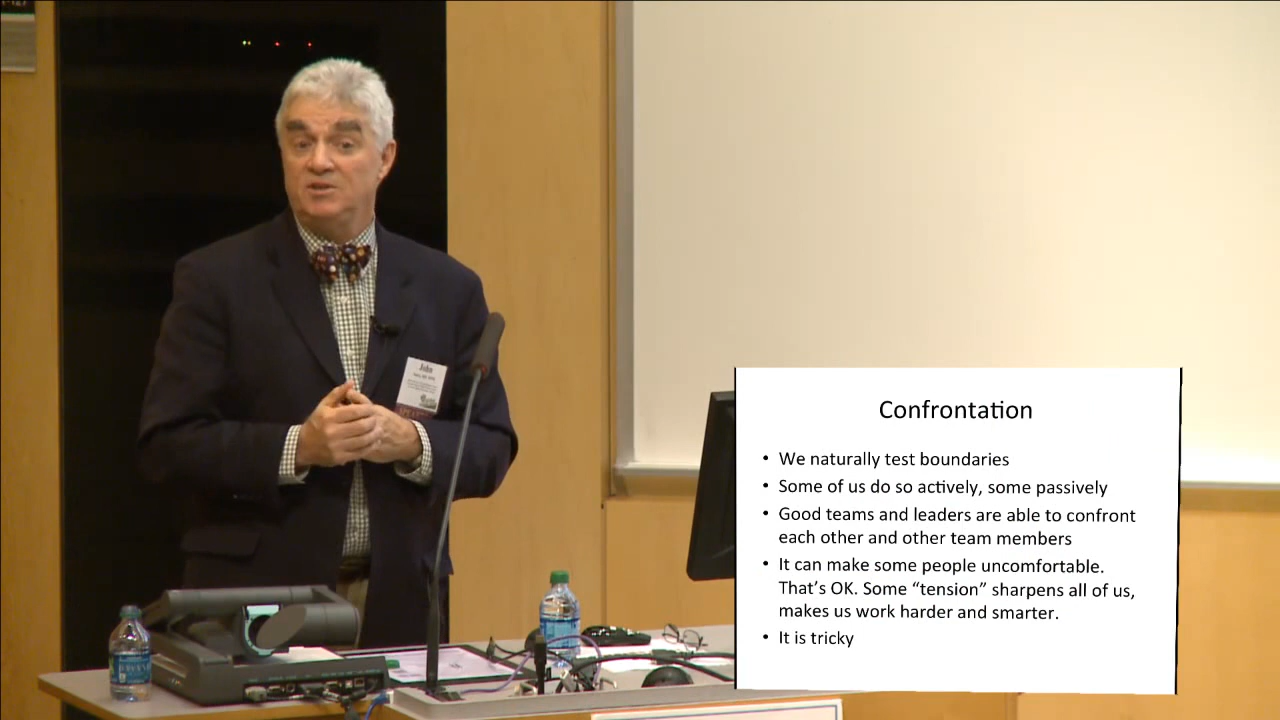 John
Confrontation
• We naturally test boundaries
• Some of us do so actively, some passively
• Good teams and leaders are able to confront
each other and other team members
• It can make some people uncomfortable.
That’s OK. Some “tension” sharpens all of us,
makes us work harder and smarter.
• It is tricky